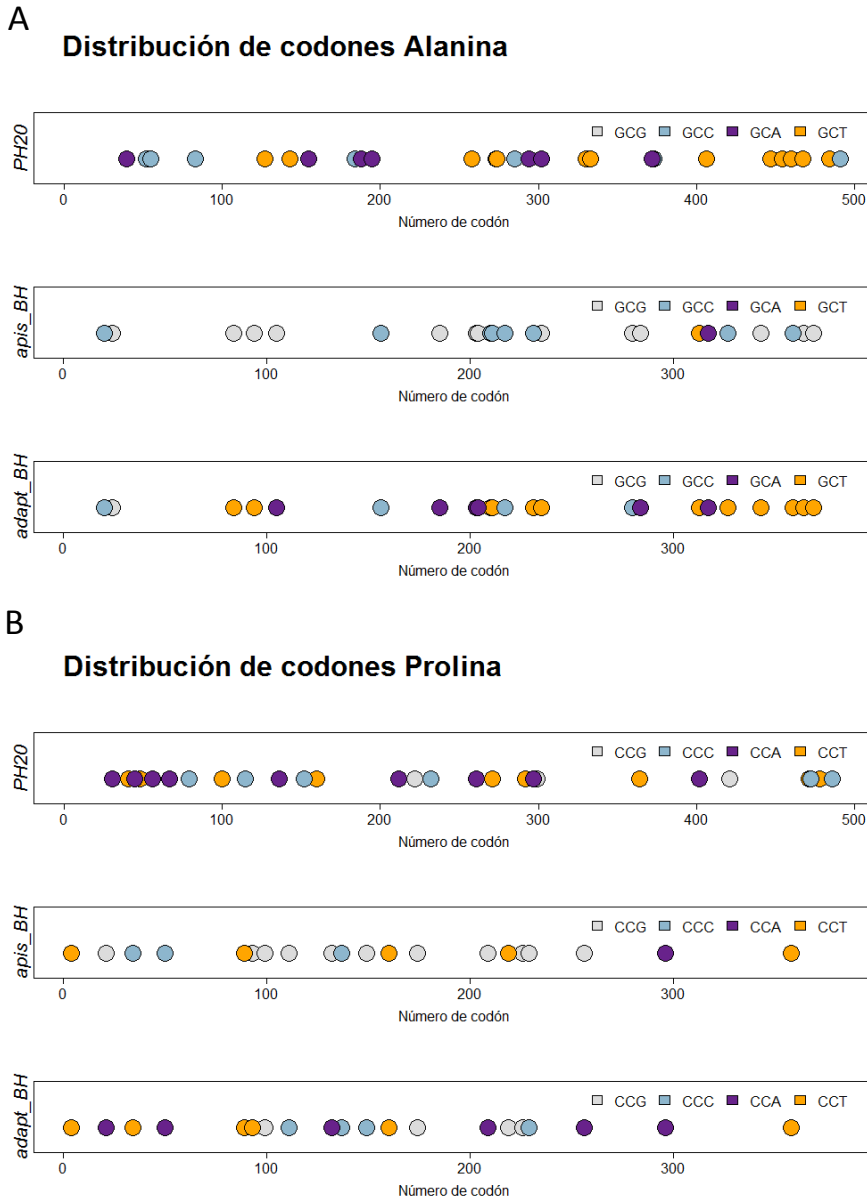 A
Distribución de codones Alanina
PH20
GCG GCC GCA GCT
0 100 200 300 400 500
Número de codón
apis_BH
GCG GCC GCA GCT
0 100 200 300
Número de codón
adapt_BH
GCG GCC GCA GCT
0 100 200 300
Número de codón
B
Distribución de codones Prolina
PH20
CCG CCC CCA CCT
0 100 200 300 400 500
Número de codón
apis_BH
CCG CCC CCA CCT
0 100 200 300
Número de codón
adapt_BH
CCG CCC CCA CCT
0 100 200 300
Número de codón